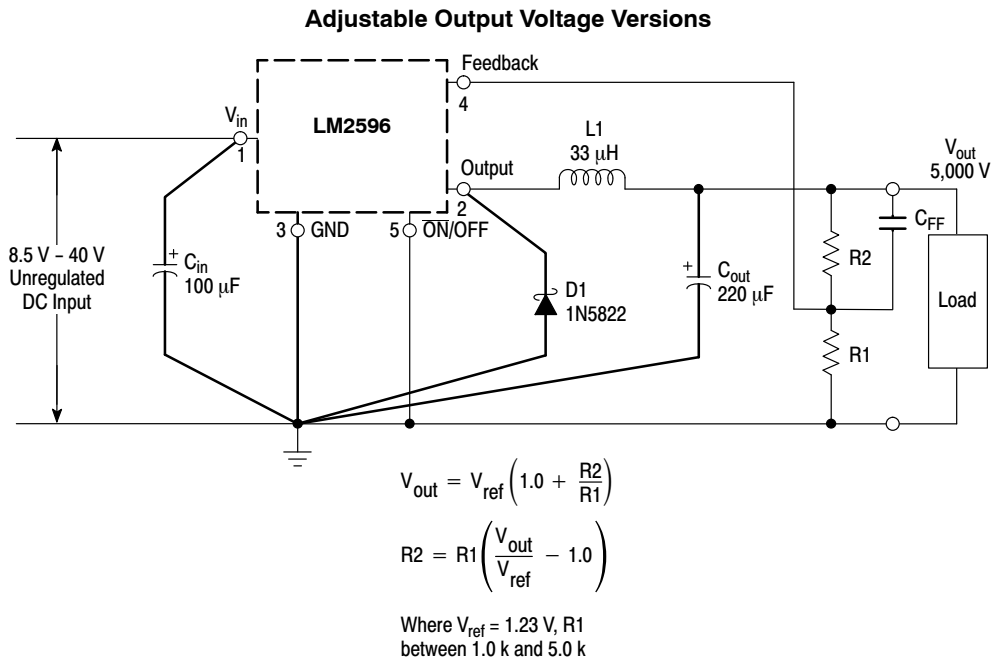 Adjustable Output Voltage Versions
Feedback
4
LM2596
V_in
1
Output
2
L1
33 μH
V_out
5,000 V
3 GND
5 O̅N̅/OFF
C_FF
8.5 V – 40 V
Unregulated
DC Input
+ C_in
100 μF
D1
1N5822
+ C_out
220 μF
R2
R1
Load
V_out = V_ref (1.0 + R2/R1)
R2 = R1 (V_out/V_ref – 1.0)
Where V_ref = 1.23 V, R1
between 1.0 k and 5.0 k